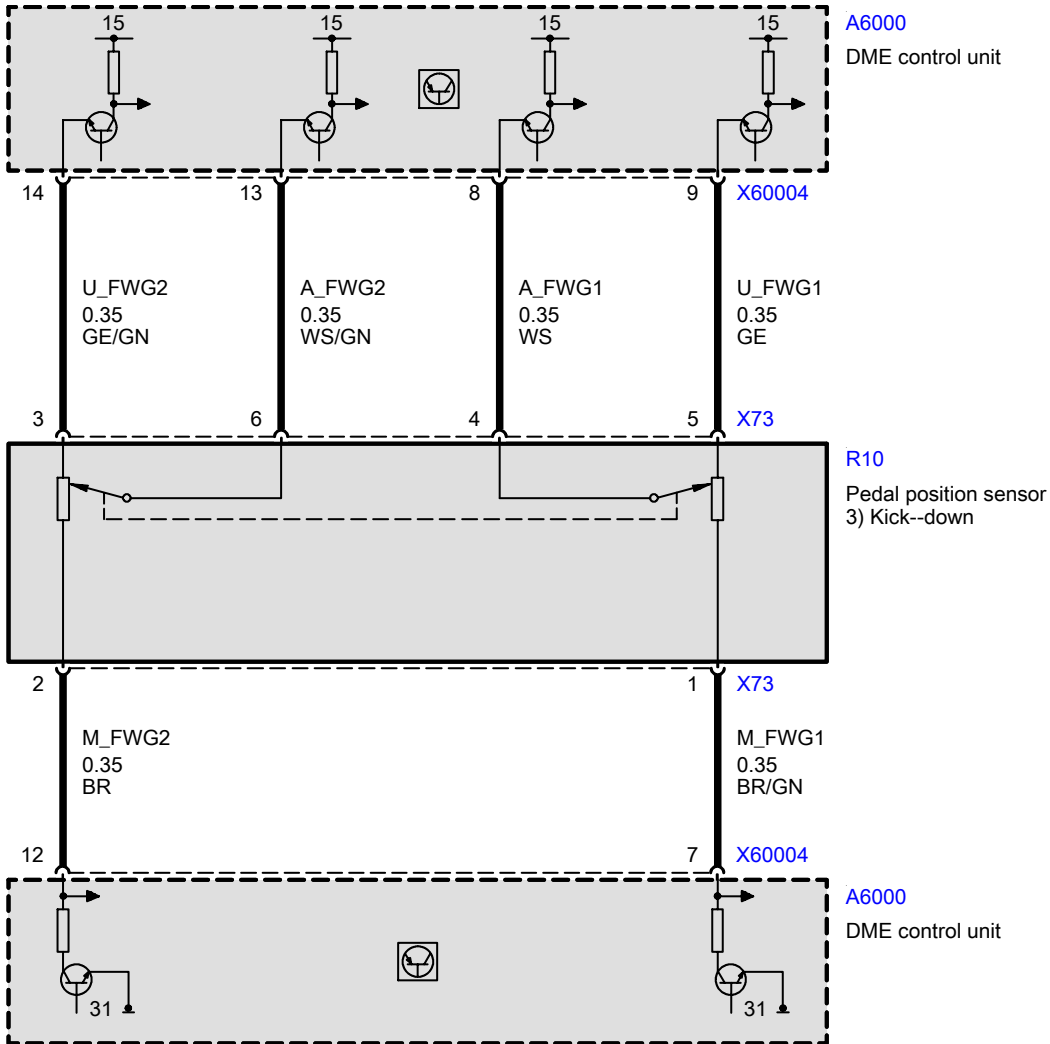 15 15 15 15
A6000
DME control unit
14 13 8 9 X60004
U_FWG2
0.35
GE/GN
A_FWG2
0.35
WS/GN
A_FWG1
0.35
WS
U_FWG1
0.35
GE
3 6 4 5 X73
R10
Pedal position sensor
3) Kick--down
2 1 X73
M_FWG2
0.35
BR
M_FWG1
0.35
BR/GN
12 7 X60004
A6000
DME control unit
31 31